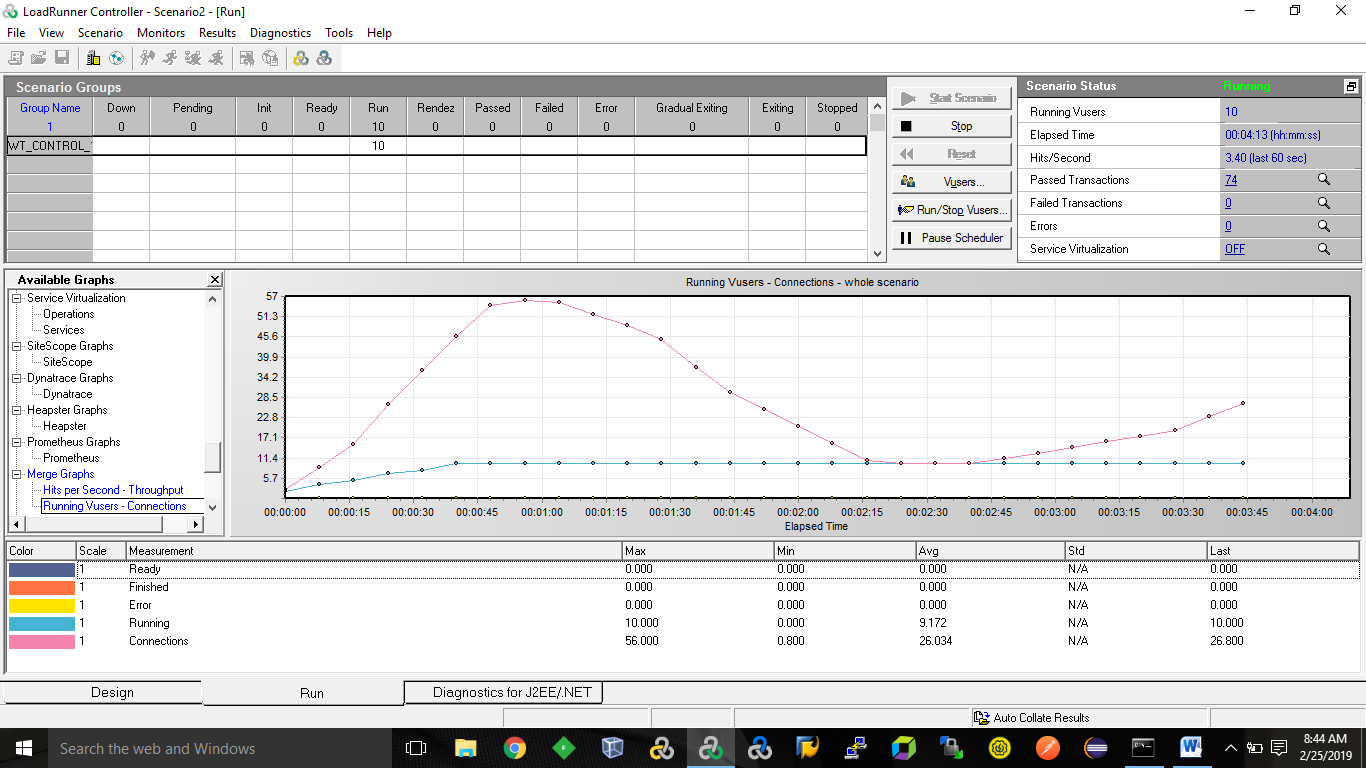 LoadRunner Controller - Scenario2 - [Run]
File View Scenario Monitors Results Diagnostics Tools Help
Scenario Groups
Group Name Down Pending Init Ready Run Rendez Passed Failed Error Gradual Exiting Exiting Stopped
1 0 0 0 0 10 0 0 0 0 0 0 0
WT_CONTROL_ 10
Start Scenario
Stop
Reset
Vusers...
Run/Stop Vusers...
Pause Scheduler
Scenario Status Running
Running Vusers 10
Elapsed Time 00:04:13 (hh:mm:ss)
Hits/Second 3.40 (last 60 sec)
Passed Transactions 74
Failed Transactions 0
Errors 0
Service Virtualization OFF
Available Graphs
Service Virtualization
Operations
Services
SiteScope Graphs
SiteScope
Dynatrace Graphs
Dynatrace
Heapster Graphs
Heapster
Prometheus Graphs
Prometheus
Merge Graphs
Hits per Second - Throughput
Running Vusers - Connections
Running Vusers - Connections - whole scenario
57
51.3
45.6
39.9
34.2
28.5
22.8
17.1
11.4
5.7
00:00:00 00:00:15 00:00:30 00:00:45 00:01:00 00:01:15 00:01:30 00:01:45 00:02:00 00:02:15 00:02:30 00:02:45 00:03:00 00:03:15 00:03:30 00:03:45 00:04:00
Elapsed Time
Color Scale Measurement Max Min Avg Std Last
1 Ready 0.000 0.000 0.000 N/A 0.000
1 Finished 0.000 0.000 0.000 N/A 0.000
1 Error 0.000 0.000 0.000 N/A 0.000
1 Running 10.000 0.000 9.172 N/A 10.000
1 Connections 56.000 0.800 26.034 N/A 26.800
Design Run Diagnostics for J2EE/.NET
Auto Collate Results
Search the web and Windows
8:44 AM
2/25/2019